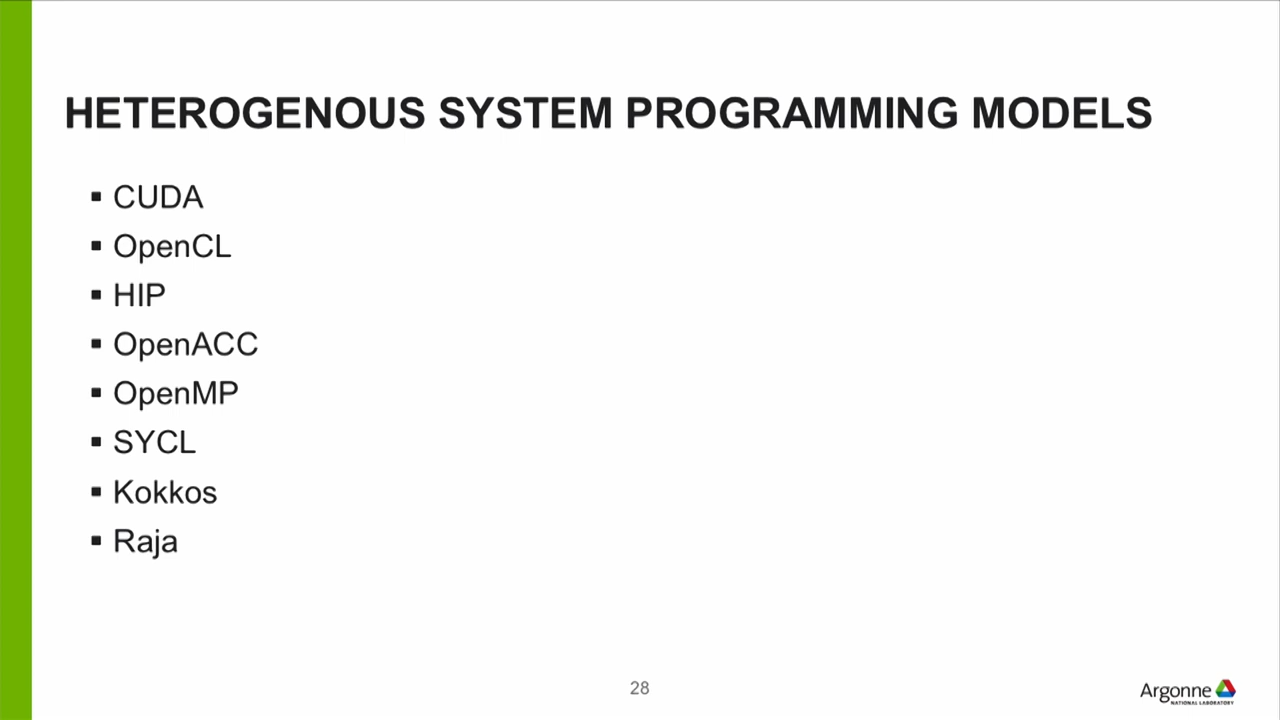 HETEROGENOUS SYSTEM PROGRAMMING MODELS
▪ CUDA
▪ OpenCL
▪ HIP
▪ OpenACC
▪ OpenMP
▪ SYCL
▪ Kokkos
▪ Raja
28
Argonne
NATIONAL LABORATORY